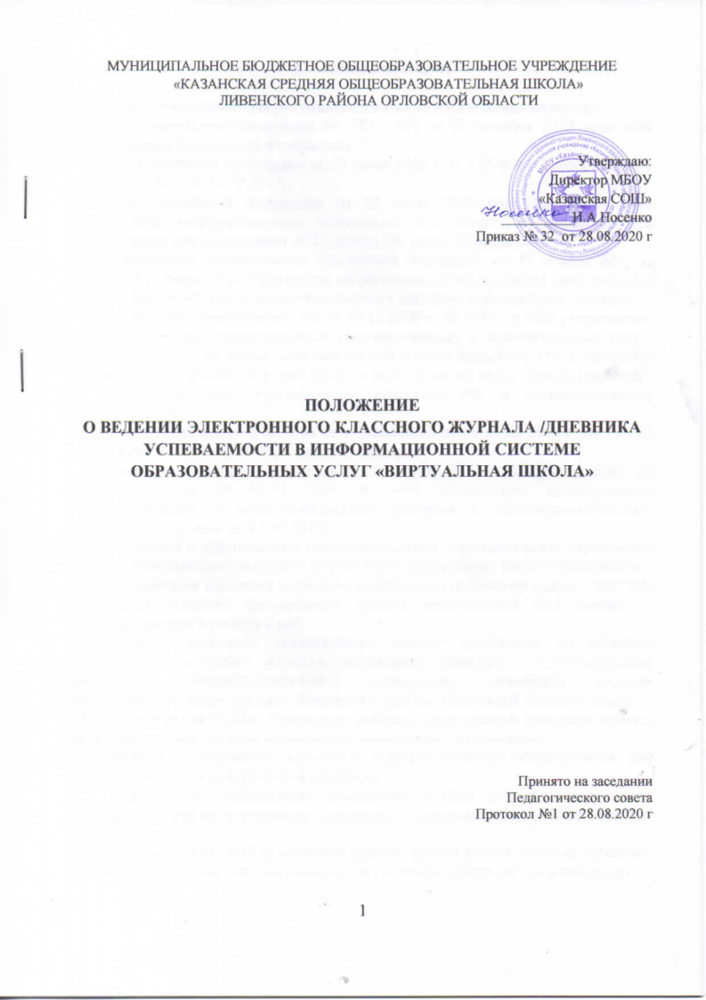 МУНИЦИПАЛЬНОЕ БЮДЖЕТНОЕ ОБЩЕОБРАЗОВАТЕЛЬНОЕ УЧРЕЖДЕНИЕ
«КАЗАНСКАЯ СРЕДНЯЯ ОБЩЕОБРАЗОВАТЕЛЬНАЯ ШКОЛА»
ЛИВЕНСКОГО РАЙОНА ОРЛОВСКОЙ ОБЛАСТИ
Утверждаю:
Директор МБОУ
«Казанская СОШ»
Носенко И.А.Носенко
Приказ № 32 от 28.08.2020 г
ПОЛОЖЕНИЕ
О ВЕДЕНИИ ЭЛЕКТРОННОГО КЛАССНОГО ЖУРНАЛА /ДНЕВНИКА
УСПЕВАЕМОСТИ В ИНФОРМАЦИОННОЙ СИСТЕМЕ
ОБРАЗОВАТЕЛЬНЫХ УСЛУГ «ВИРТУАЛЬНАЯ ШКОЛА»
Принято на заседании
Педагогического совета
Протокол №1 от 28.08.2020 г
1